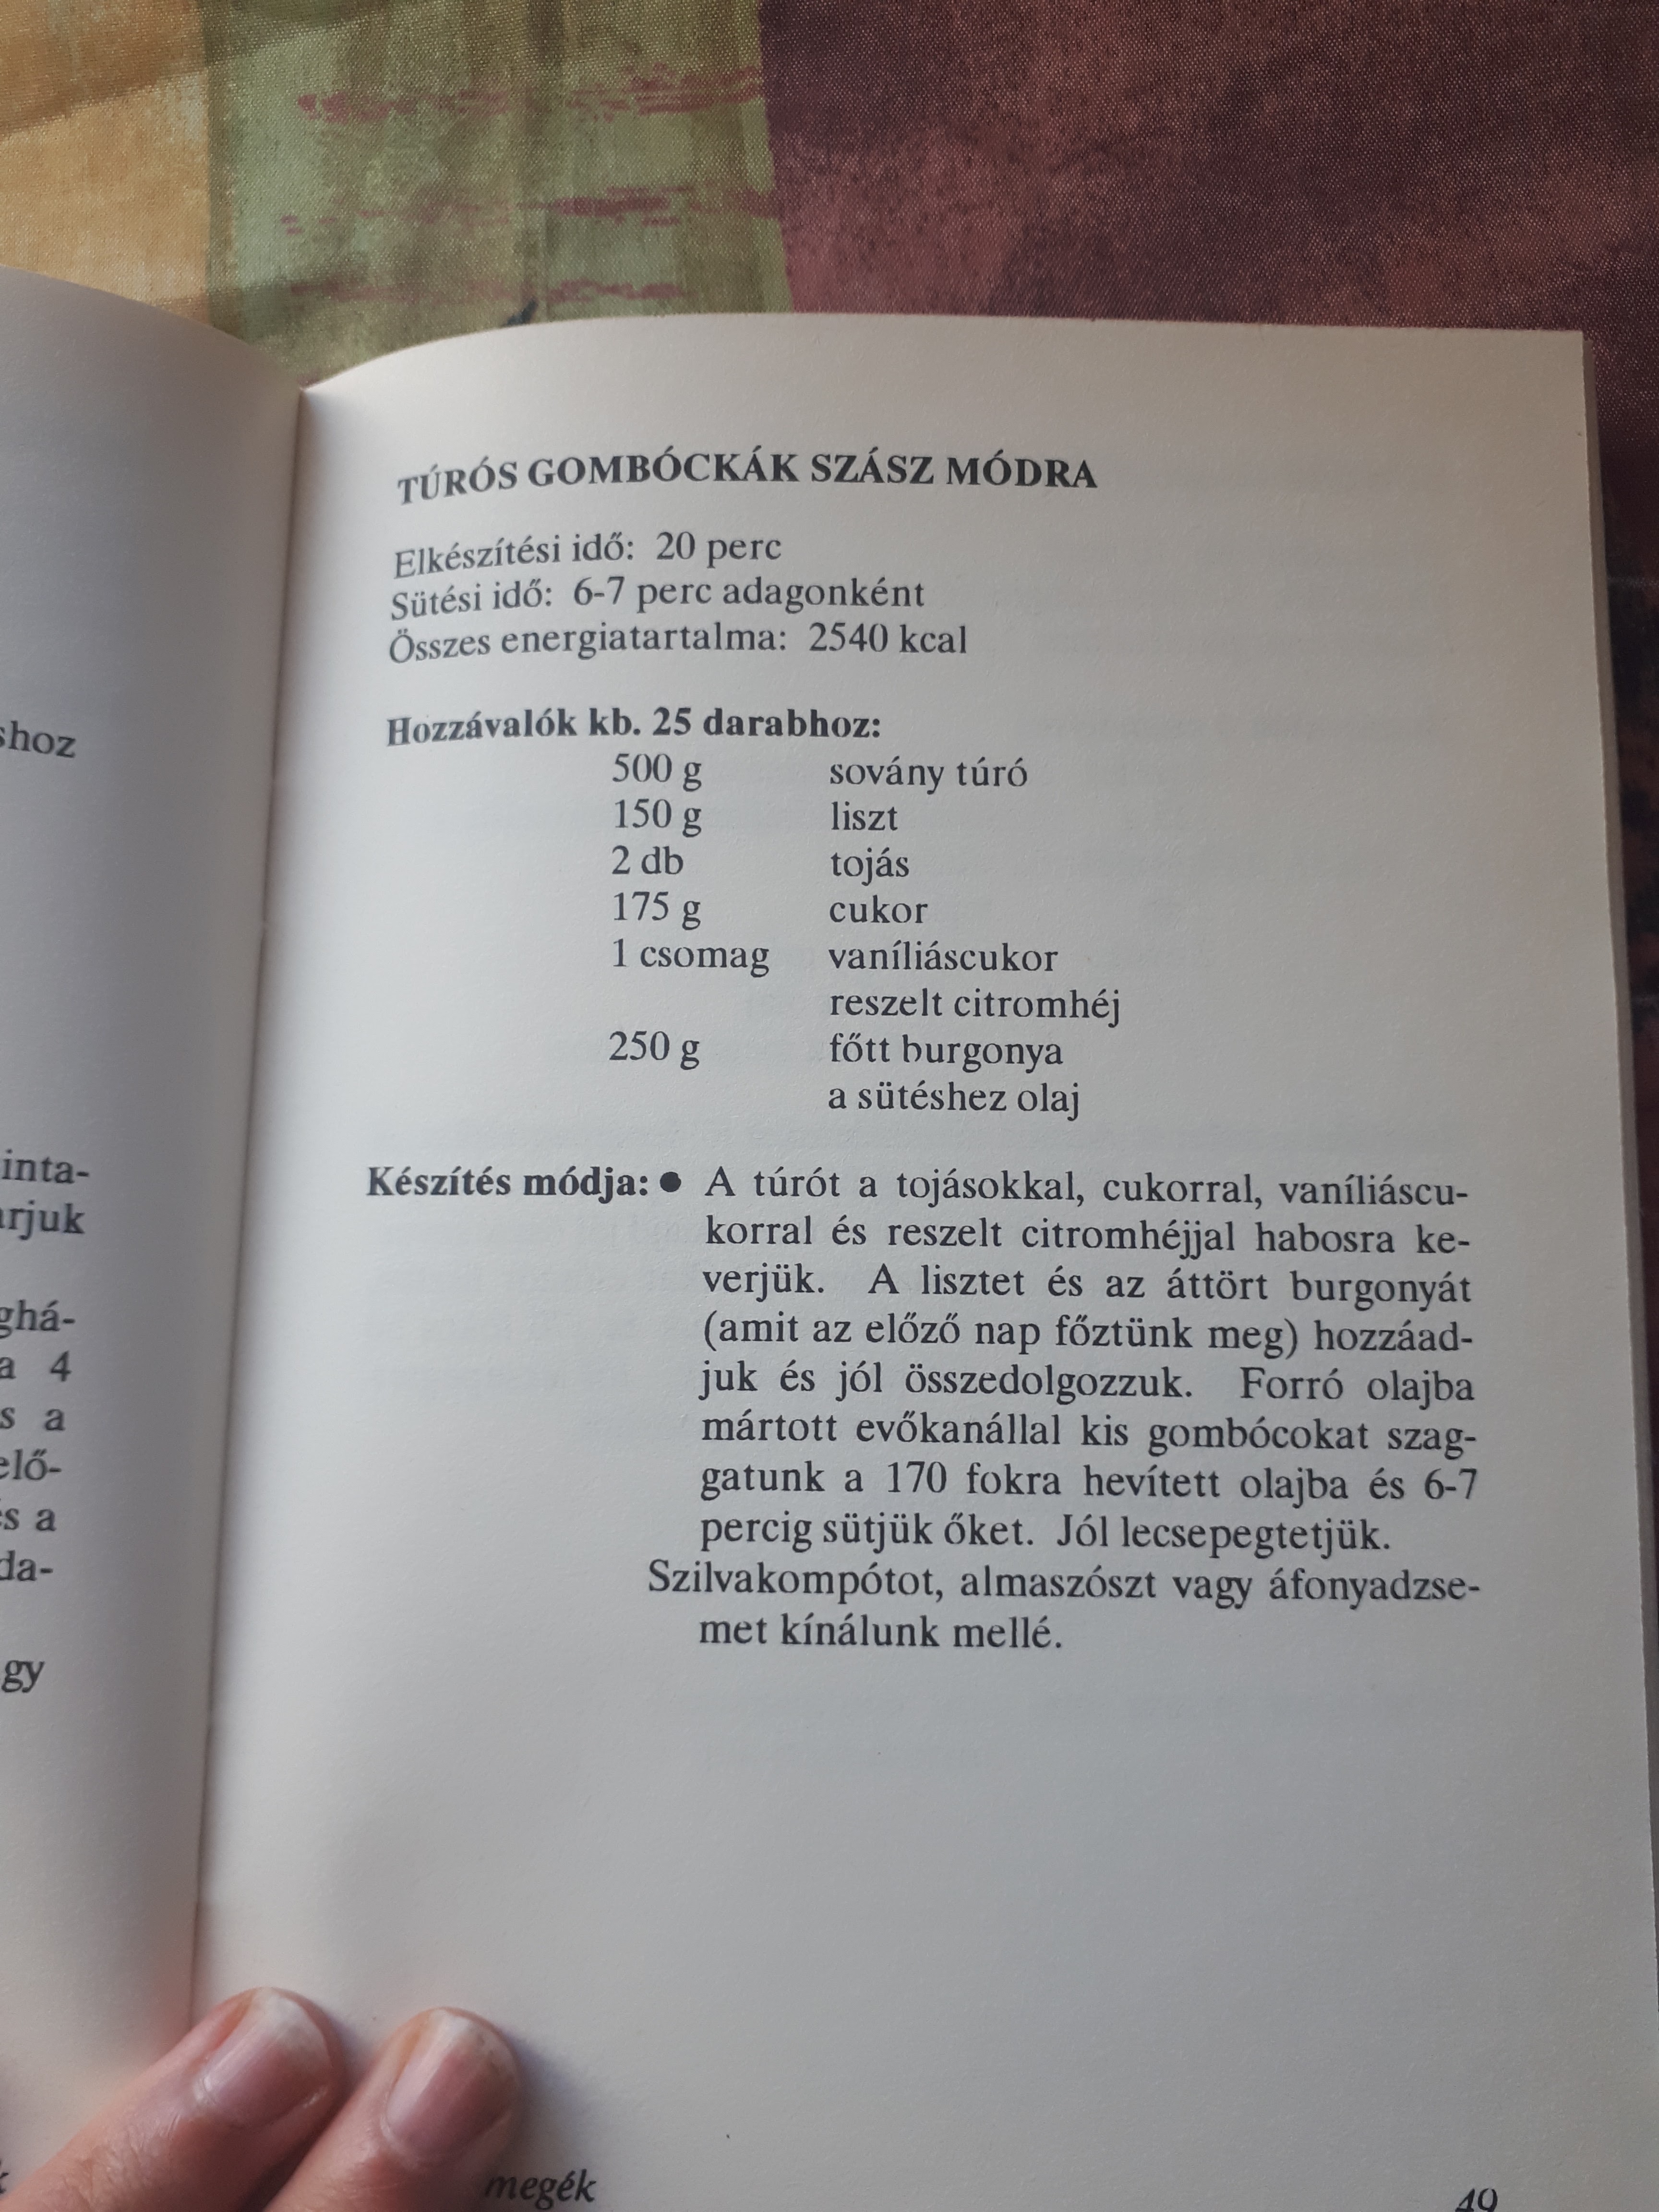 shoz
inta-
arjuk
ghá-
a 4
s a
elő-
és a
da-
gy
TÚRÓS GOMBÓCKÁK SZÁSZ MÓDRA
Elkészítési idő: 20 perc
Sütési idő: 6-7 perc adagonként
Összes energiatartalma: 2540 kcal
Hozzávalók kb. 25 darabhoz:
500 g sovány túró
150 g liszt
2 db tojás
175 g cukor
1 csomag vaníliáscukor
reszelt citromhéj
250 g főtt burgonya
a sütéshez olaj
Készítés módja: ● A túrót a tojásokkal, cukorral, vaníliáscu-
korral és reszelt citromhéjjal habosra ke-
verjük. A lisztet és az áttört burgonyát
(amit az előző nap főztünk meg) hozzáad-
juk és jól összedolgozzuk. Forró olajba
mártott evőkanállal kis gombócokat szag-
gatunk a 170 fokra hevített olajba és 6-7
percig sütjük őket. Jól lecsepegtetjük.
Szilvakompótot, almaszószt vagy áfonyadzse-
met kínálunk mellé.
megék
49